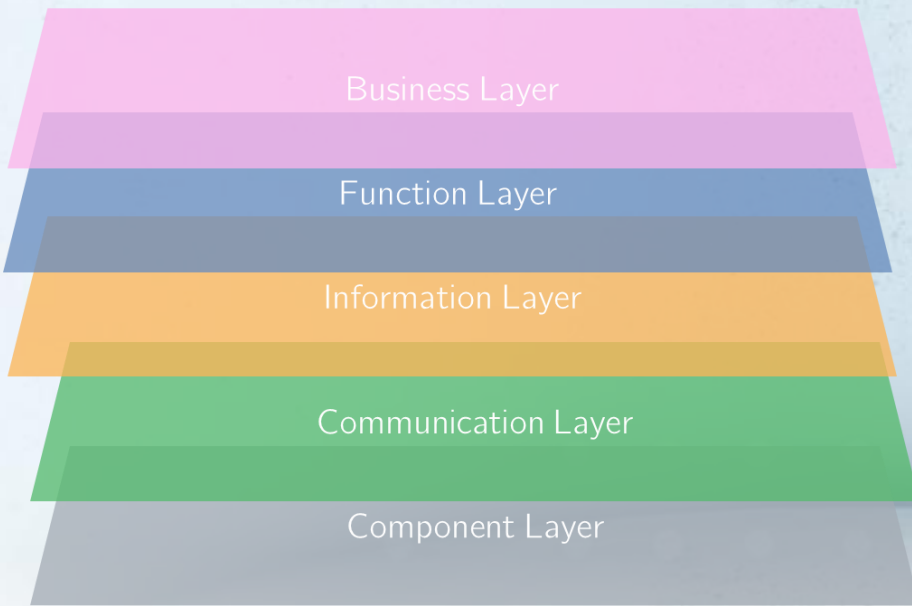 Business Layer
Function Layer
Information Layer
Communication Layer
Component Layer